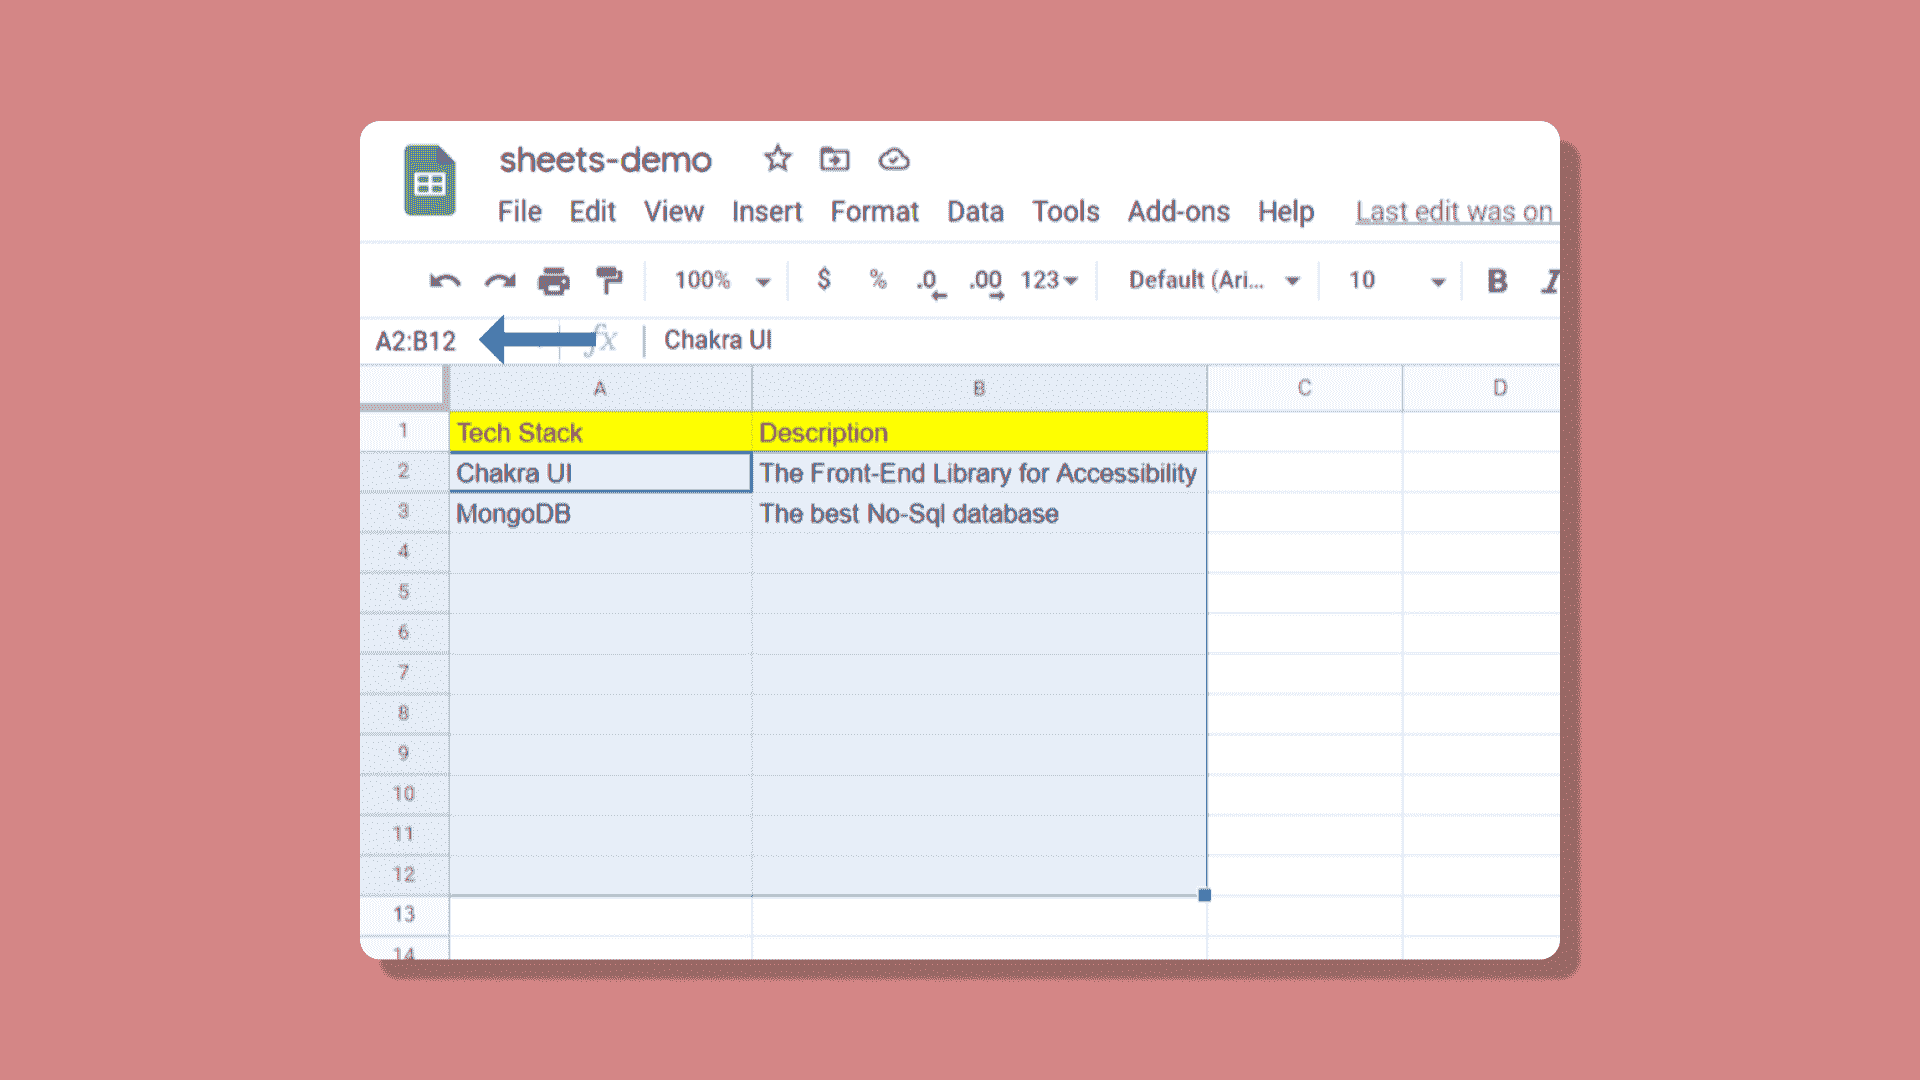 sheets-demo
File Edit View Insert Format Data Tools Add-ons Help Last edit was on
100% $ % .0 .00 123 Default (Ari... 10 B I
A2:B12 fx Chakra UI
A B C D
1 Tech Stack Description
2 Chakra UI The Front-End Library for Accessibility
3 MongoDB The best No-Sql database
4
5
6
7
8
9
10
11
12
13
14